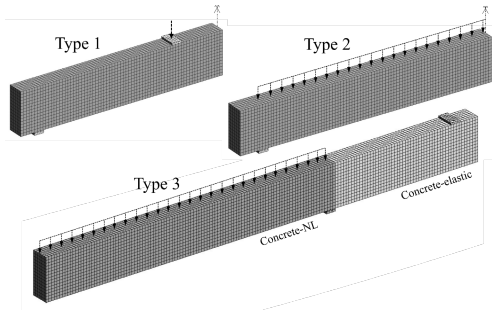 Type 1
Type 2
Type 3
Concrete-NL
Concrete-elastic